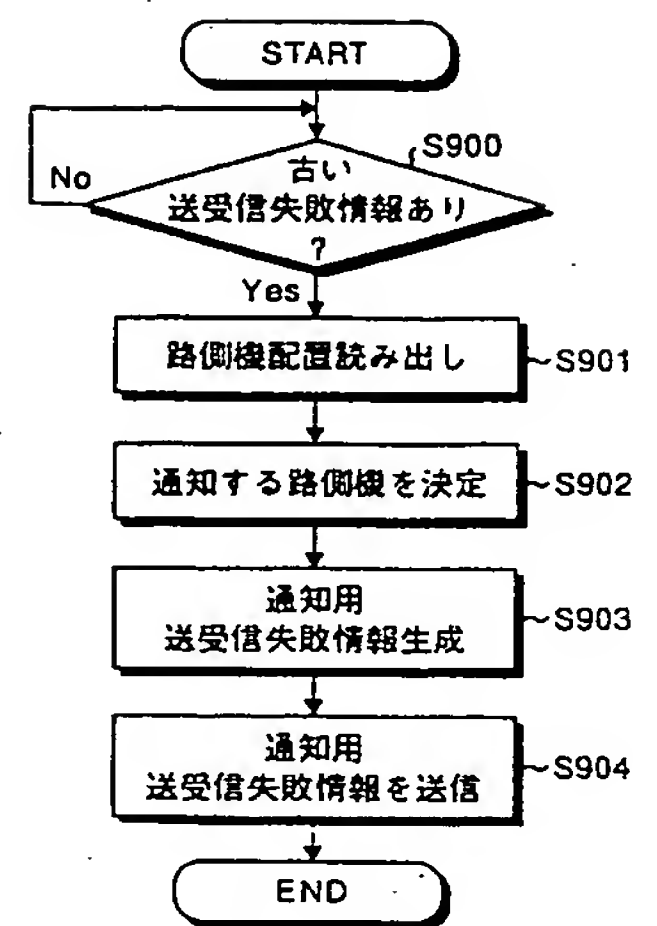 START
S900
古い
No
送受信失敗情報あり
?
Yes
路側機配置読み出し
S901
通知する路側機を決定
S902
通知用
送受信失敗情報生成
S903
通知用
送受信失敗情報を送信
S904
END